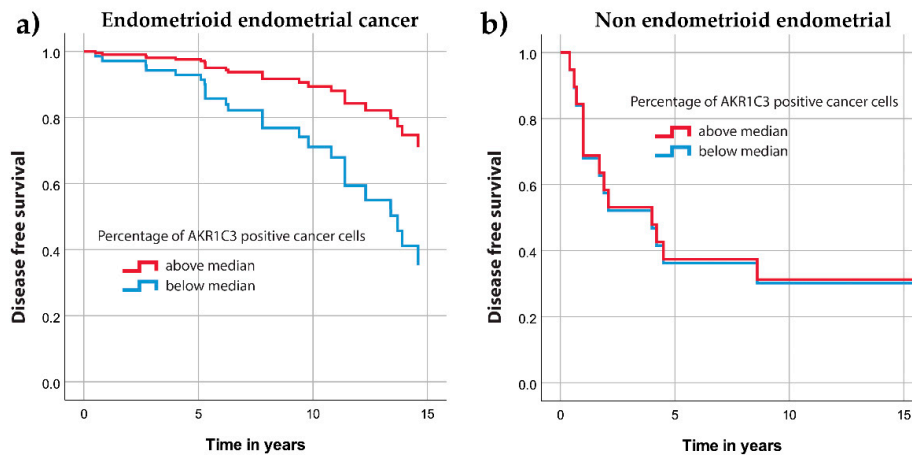 a) Endometrioid endometrial cancer
Disease free survival
1.0
0.8
0.6
0.4
0.2
0.0
Percentage of AKR1C3 positive cancer cells
above median
below median
0 5 10 15
Time in years
b) Non endometrioid endometrial
Disease free survival
1.0
0.8
0.6
0.4
0.2
0.0
Percentage of AKR1C3 positive cancer cells
above median
below median
0 5 10 15
Time in years